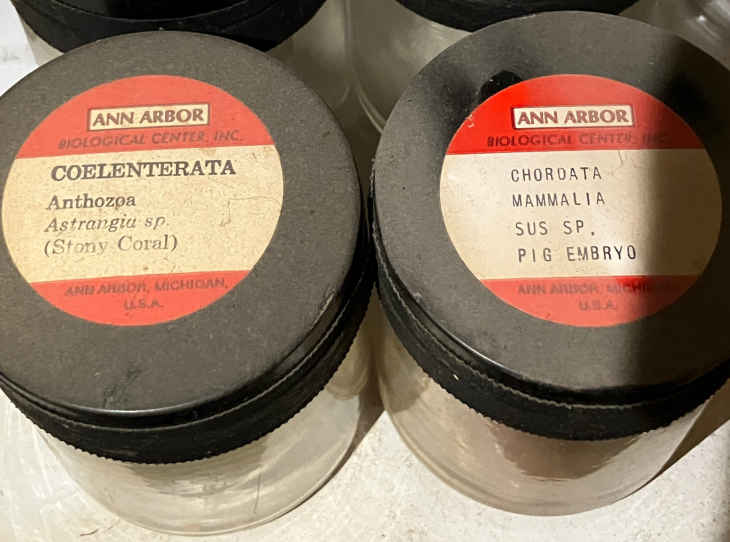 ANN ARBOR
BIOLOGICAL CENTER, INC.
COELENTERATA
Anthozoa
Astrangia sp.
(Stony Coral)
ANN ARBOR, MICHIGAN,
U.S.A.
ANN ARBOR
BIOLOGICAL CENTER, INC.
CHORDATA
MAMMALIA
SUS SP.
PIG EMBRYO
ANN ARBOR, MICHIGAN,
U.S.A.